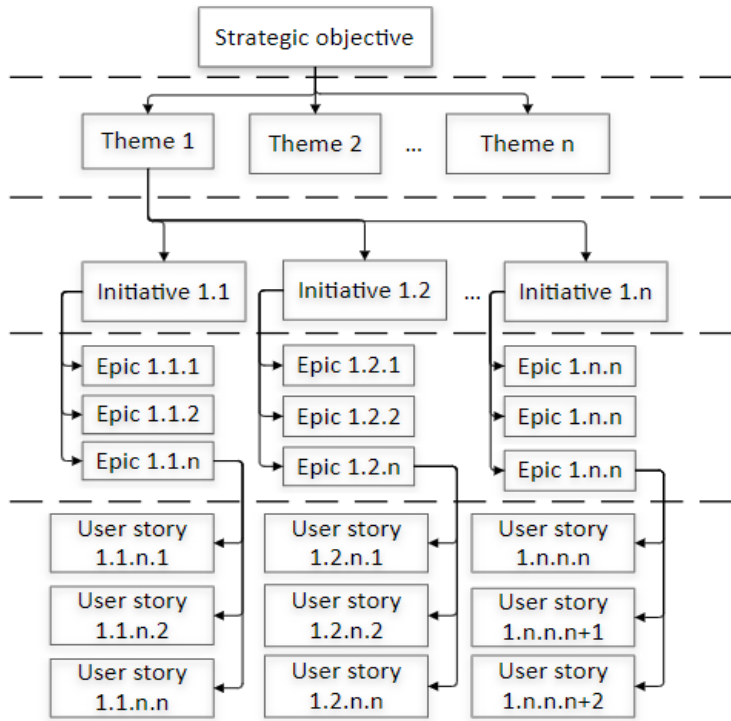 Strategic objective
Theme 1
Theme 2
...
Theme n
Initiative 1.1
Initiative 1.2
...
Initiative 1.n
Epic 1.1.1
Epic 1.2.1
Epic 1.n.n
Epic 1.1.2
Epic 1.2.2
Epic 1.n.n
Epic 1.1.n
Epic 1.2.n
Epic 1.n.n
User story
1.1.n.1
User story
1.2.n.1
User story
1.n.n.n
User story
1.1.n.2
User story
1.2.n.2
User story
1.n.n.n+1
User story
1.1.n.n
User story
1.2.n.n
User story
1.n.n.n+2